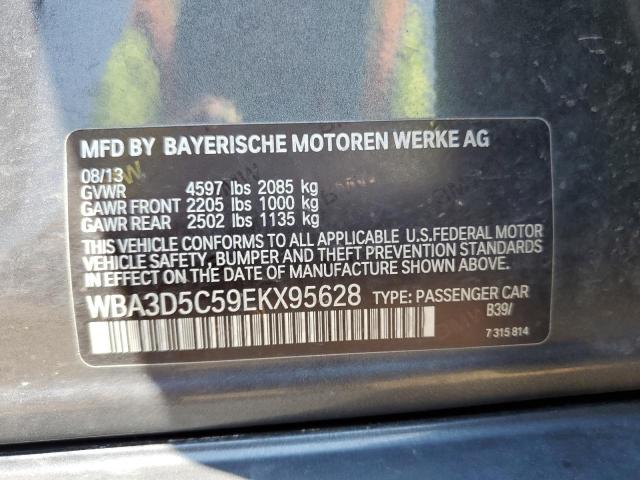 MFD BY BAYERISCHE MOTOREN WERKE AG
08/13
GVWR 4597 lbs 2085 kg
GAWR FRONT 2205 lbs 1000 kg
GAWR REAR 2502 lbs 1135 kg
THIS VEHICLE CONFORMS TO ALL APPLICABLE U.S.FEDERAL MOTOR
VEHICLE SAFETY, BUMPER AND THEFT PREVENTION STANDARDS
IN EFFECT ON THE DATE OF MANUFACTURE SHOWN ABOVE.
WBA3D5C59EKX95628 TYPE: PASSENGER CAR
B39/
7 315 814